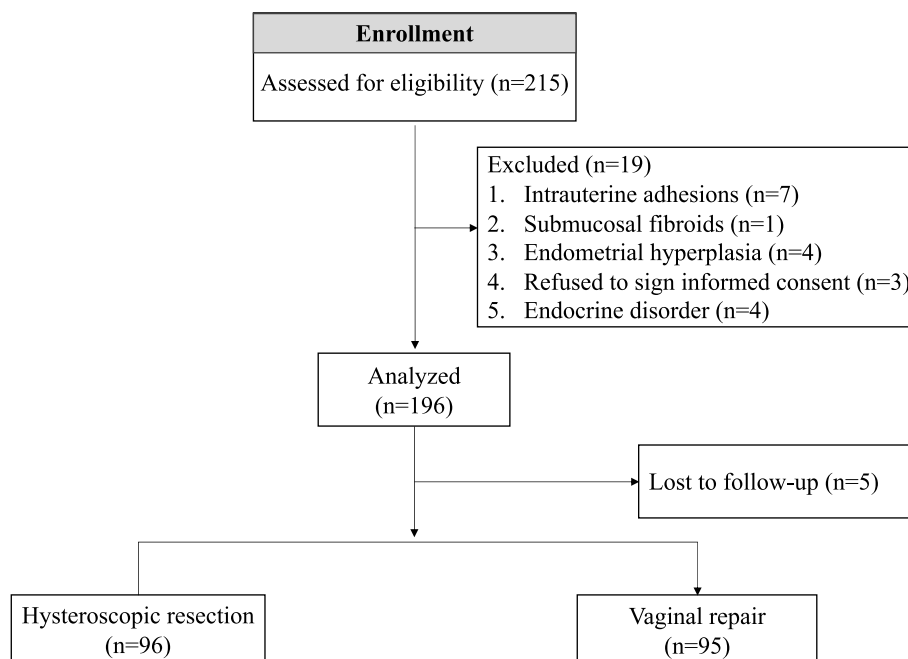 Enrollment
Assessed for eligibility (n=215)
Excluded (n=19)
1. Intrauterine adhesions (n=7)
2. Submucosal fibroids (n=1)
3. Endometrial hyperplasia (n=4)
4. Refused to sign informed consent (n=3)
5. Endocrine disorder (n=4)
Analyzed
(n=196)
Lost to follow-up (n=5)
Hysteroscopic resection
(n=96)
Vaginal repair
(n=95)